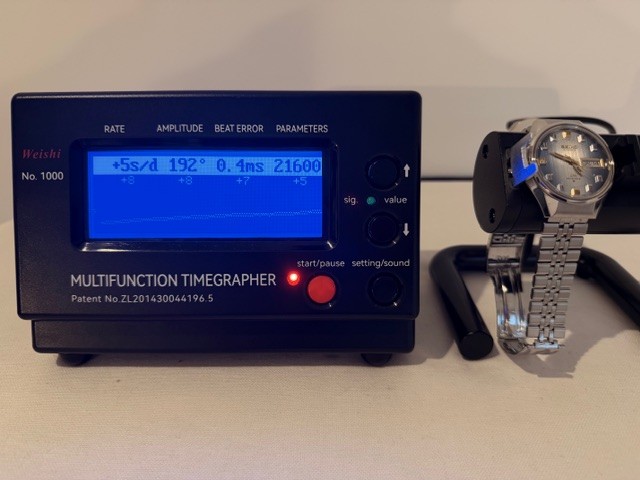 RATE AMPLITUDE BEAT ERROR PARAMETERS
Weishi
No. 1000
+5s/d 192° 0.4ms 21600
+8 +8 +7 +5
sig. value
start/pause setting/sound
MULTIFUNCTION TIMEGRAPHER
Patent No.ZL201430044196.5